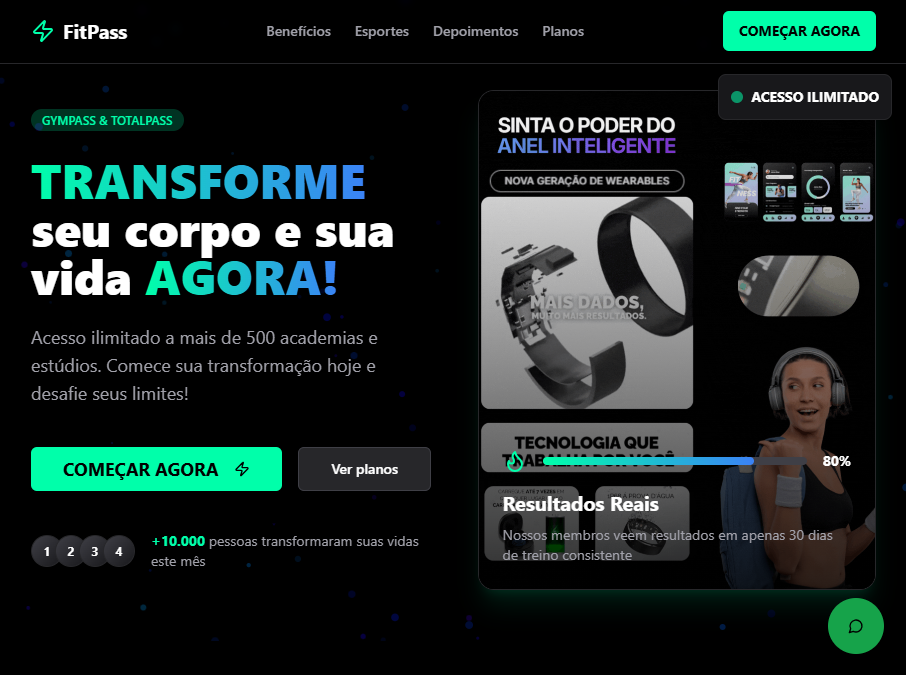 FitPass
Benefícios
Esportes
Depoimentos
Planos
COMEÇAR AGORA
GYMPASS & TOTALPASS
TRANSFORME
seu corpo e sua
vida AGORA!
Acesso ilimitado a mais de 500 academias e
estúdios. Comece sua transformação hoje e
desafie seus limites!
COMEÇAR AGORA
Ver planos
1 2 3 4
+10.000 pessoas transformaram suas vidas
este mês
ACESSO ILIMITADO
SINTA O PODER DO
ANEL INTELIGENTE
NOVA GERAÇÃO DE WEARABLES
MAIS DADOS,
MUITO MAIS RESULTADOS.
TECNOLOGIA QUE
TRABALHA POR VOCÊ
80%
Resultados Reais
Nossos membros veem resultados em apenas 30 dias
de treino consistente